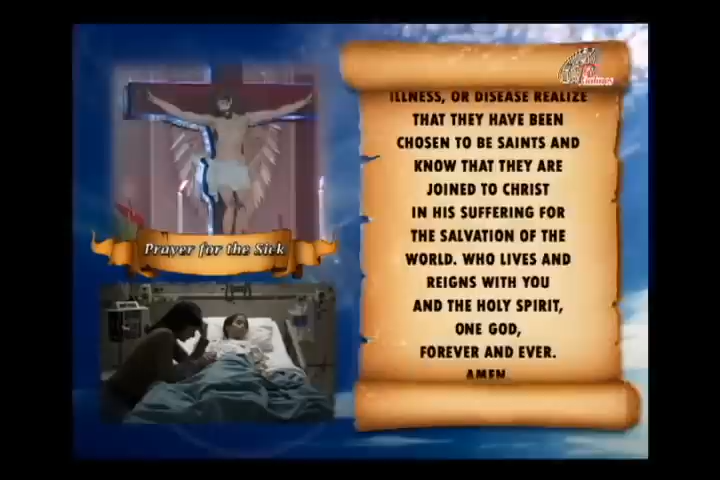 Prayer for the Sick
ILLNESS, OR DISEASE REALIZE
THAT THEY HAVE BEEN
CHOSEN TO BE SAINTS AND
KNOW THAT THEY ARE
JOINED TO CHRIST
IN HIS SUFFERING FOR
THE SALVATION OF THE
WORLD. WHO LIVES AND
REIGNS WITH YOU
AND THE HOLY SPIRIT,
ONE GOD,
FOREVER AND EVER.
AMEN